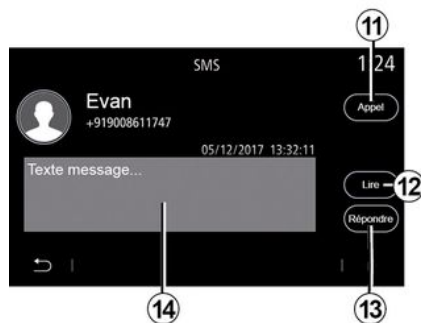 11
SMS
1:24
Evan
+919008611747
Appel
05/12/2017 13:32:11
Texte message...
Lire
12
Répondre
14
13